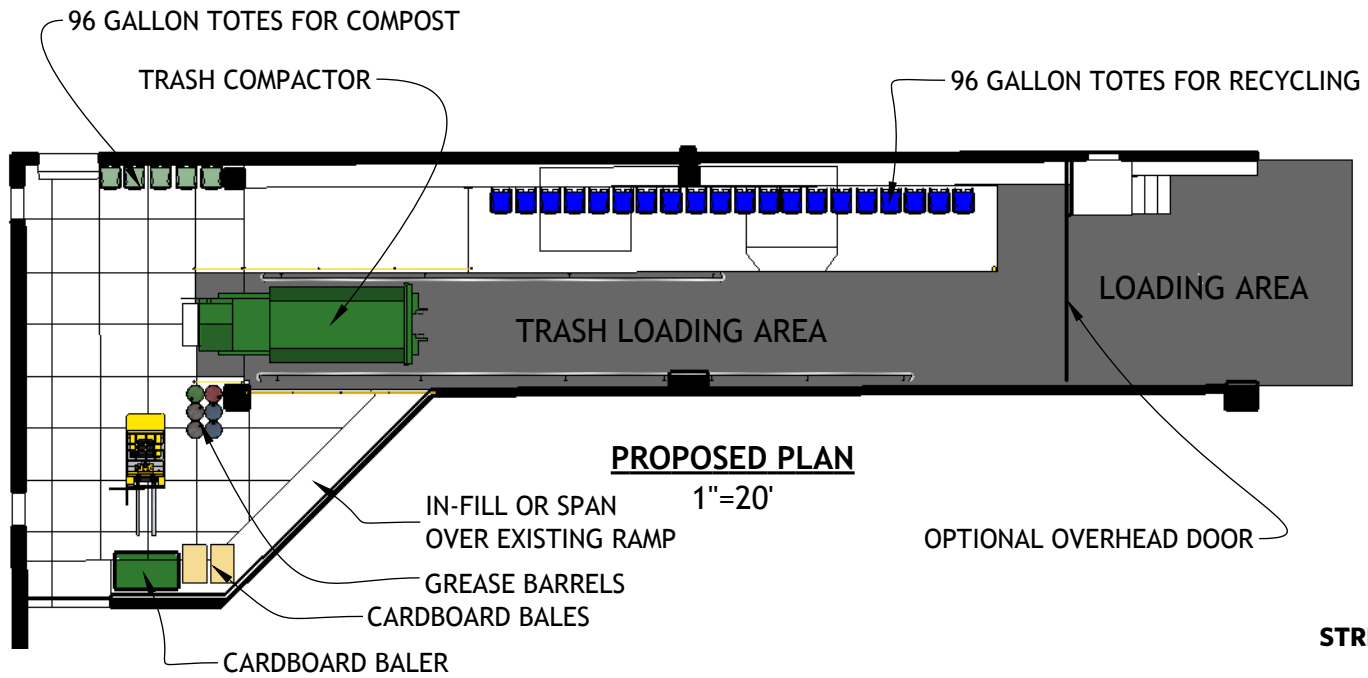 96 GALLON TOTES FOR COMPOST
TRASH COMPACTOR
96 GALLON TOTES FOR RECYCLING
LOADING AREA
TRASH LOADING AREA
PROPOSED PLAN
1"=20'
IN-FILL OR SPAN
OVER EXISTING RAMP
OPTIONAL OVERHEAD DOOR
GREASE BARRELS
CARDBOARD BALES
STR
CARDBOARD BALER